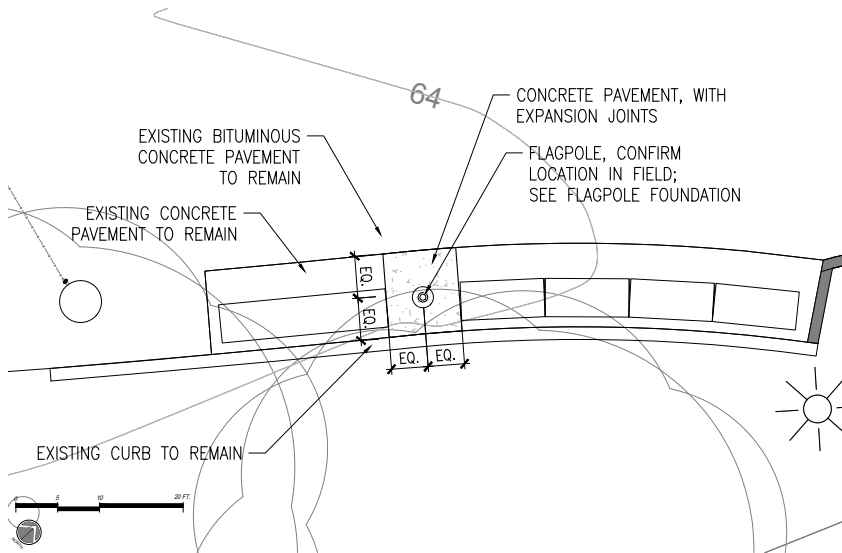 64
CONCRETE PAVEMENT, WITH
EXPANSION JOINTS
EXISTING BITUMINOUS
CONCRETE PAVEMENT
TO REMAIN
FLAGPOLE, CONFIRM
LOCATION IN FIELD;
SEE FLAGPOLE FOUNDATION
EXISTING CONCRETE
PAVEMENT TO REMAIN
EQ.
EQ.
EQ.
EQ.
EXISTING CURB TO REMAIN
0 5 10 20 FT.
NORTH